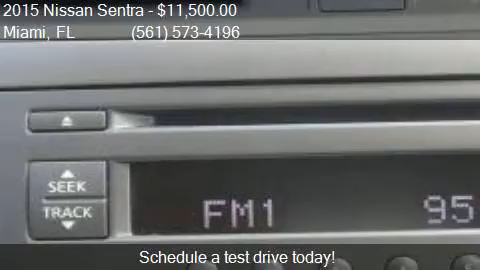 2015 Nissan Sentra - $11,500.00
Miami, FL (561) 573-4196
SEEK
TRACK
FM1 95
Schedule a test drive today!